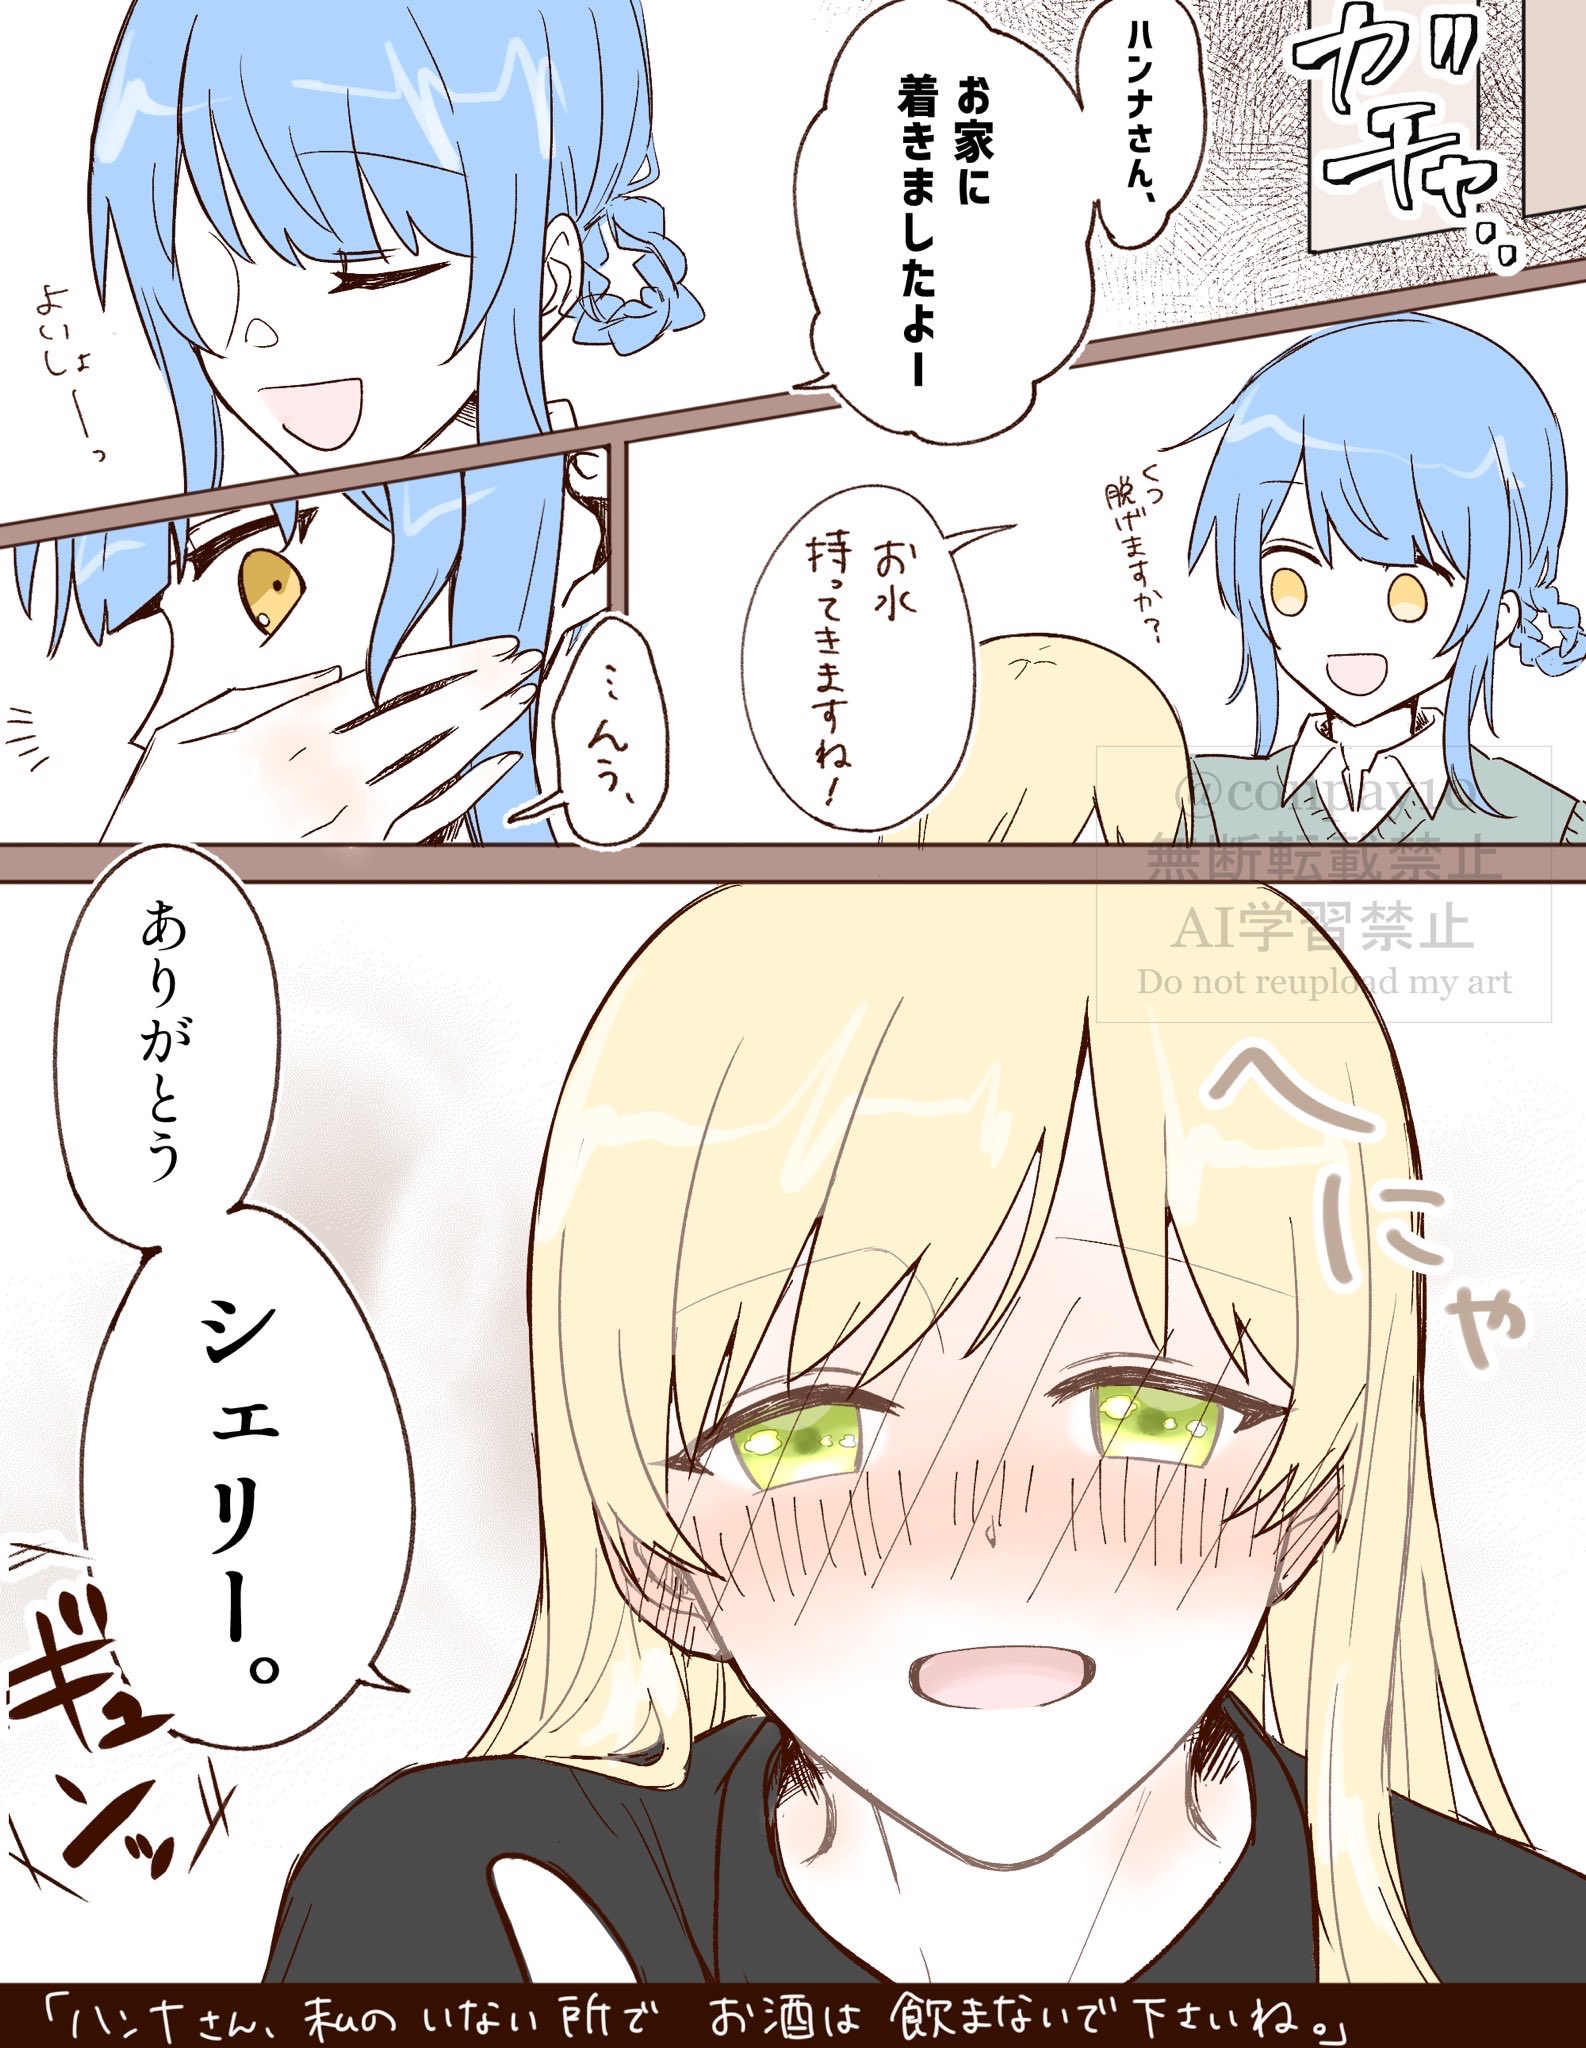 ガチャ…
ハンナさん、
お家に
着きましたよー
よいしょーっ
くつ
脱げますか?
お水
持ってきますね!
…んぅ、
@conpay10
無断転載禁止
AI学習禁止
Do not reupload my art
へにゃ
ありがとう
シェリー。
ギュンッ
「ハンナさん、私のいない所で お酒は 飲まないで下さいね。」